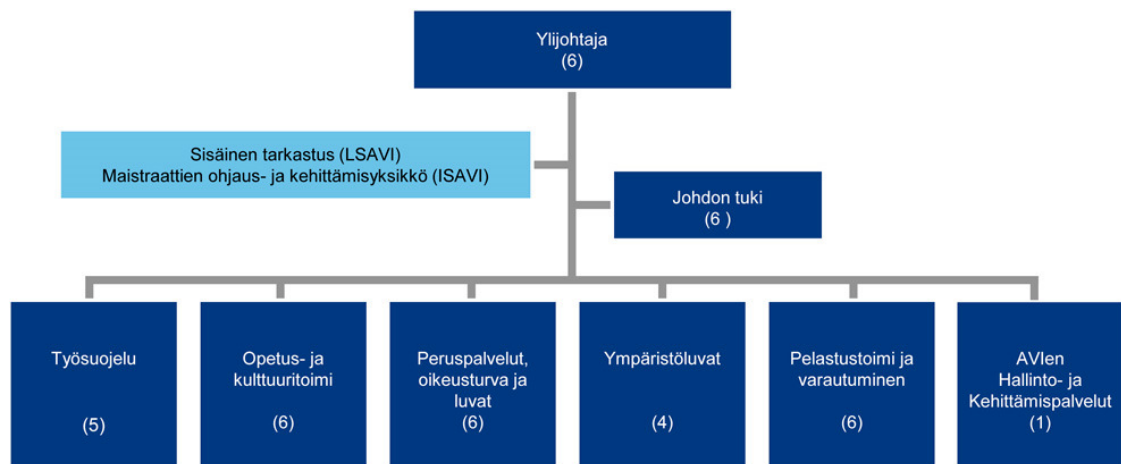 Ylijohtaja
(6)
Sisäinen tarkastus (LSAVI)
Maistraattien ohjaus- ja kehittämisyksikkö (ISAVI)
Johdon tuki
(6 )
Työsuojelu
(5)
Opetus- ja
kulttuuritoimi
(6)
Peruspalvelut,
oikeusturva ja
luvat
(6)
Ympäristöluvat
(4)
Pelastustoimi ja
varautuminen
(6)
AVIen
Hallinto- ja
Kehittämispalvelut
(1)